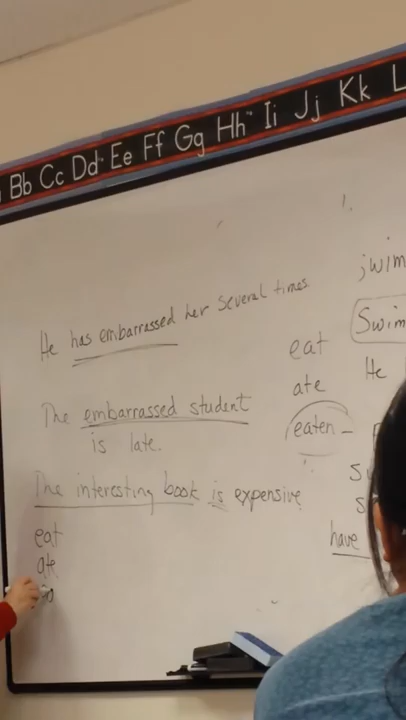 Bb Cc Dd Ee Ff Gg Hh Ii Jj Kk L
He has embarrassed her several times
The embarrassed student
is late.
The interesting book is expensive
eat
ate
eat
ate
eaten
jwim
Swim
He
have